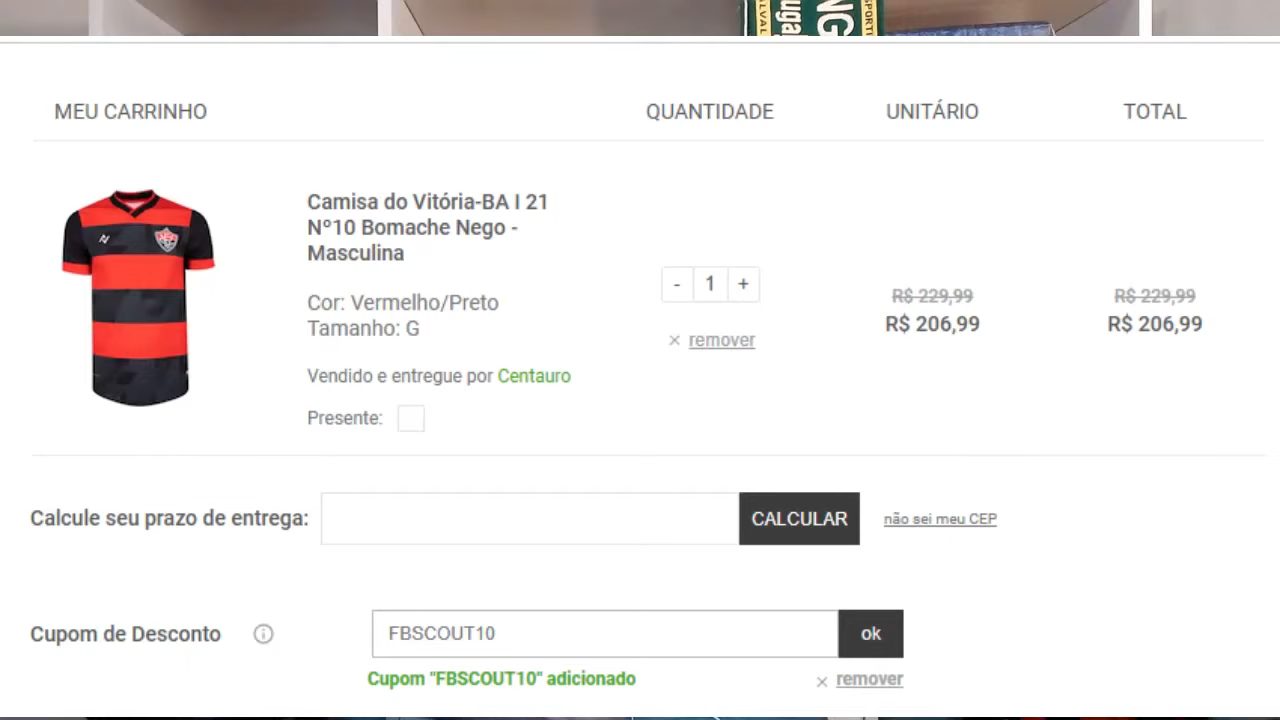 MEU CARRINHO QUANTIDADE UNITÁRIO TOTAL
Camisa do Vitória-BA I 21
Nº10 Bomache Nego -
Masculina
Cor: Vermelho/Preto
Tamanho: G
Vendido e entregue por Centauro
Presente:
- 1 +
× remover
R$ 229,99 R$ 229,99
R$ 206,99 R$ 206,99
Calcule seu prazo de entrega: CALCULAR não sei meu CEP
Cupom de Desconto FBSCOUT10 ok
Cupom "FBSCOUT10" adicionado × remover